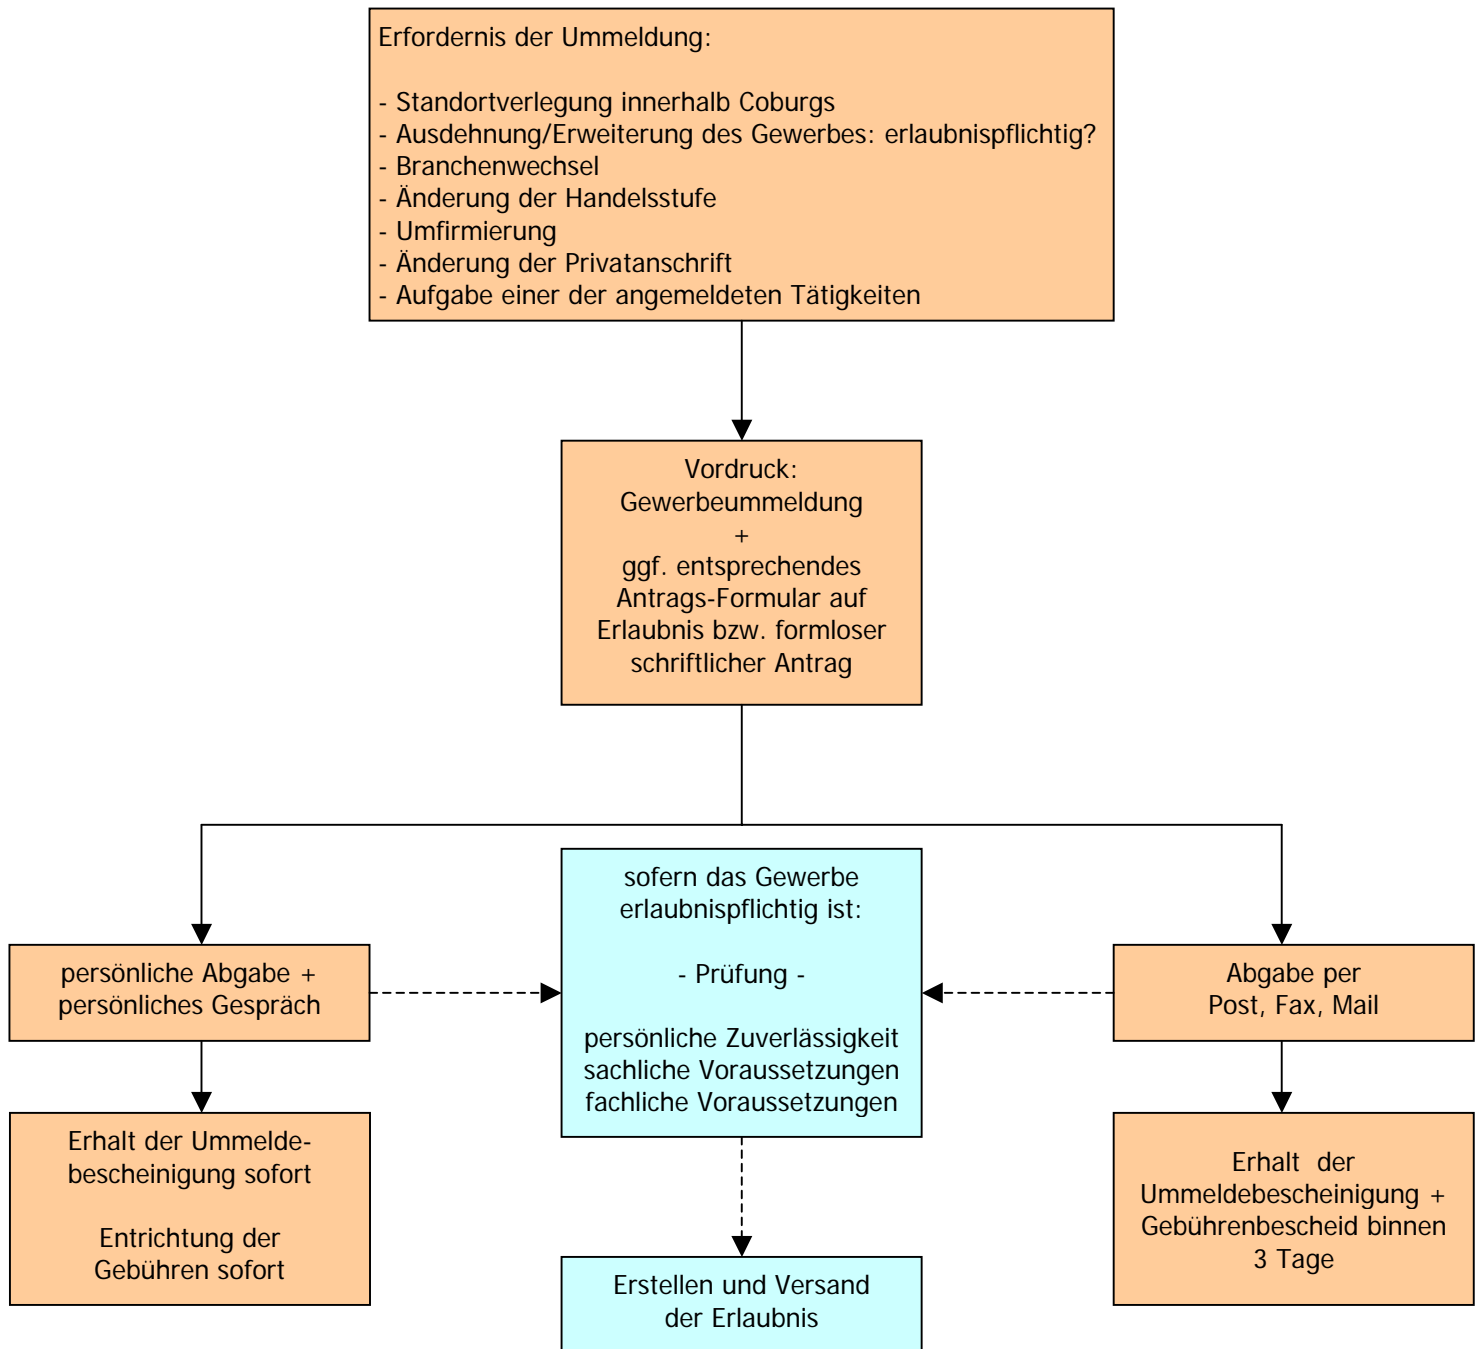 Erfordernis der Ummeldung:
- Standortverlegung innerhalb Coburgs
- Ausdehnung/Erweiterung des Gewerbes: erlaubnispflichtig?
- Branchenwechsel
- Änderung der Handelsstufe
- Umfirmierung
- Änderung der Privatanschrift
- Aufgabe einer der angemeldeten Tätigkeiten
Vordruck:
Gewerbeummeldung
+
ggf. entsprechendes
Antrags-Formular auf
Erlaubnis bzw. formloser
schriftlicher Antrag
persönliche Abgabe +
persönliches Gespräch
Erhalt der Ummelde-
bescheinigung sofort
Entrichtung der
Gebühren sofort
sofern das Gewerbe
erlaubnispflichtig ist:
- Prüfung -
persönliche Zuverlässigkeit
sachliche Voraussetzungen
fachliche Voraussetzungen
Erstellen und Versand
der Erlaubnis
Abgabe per
Post, Fax, Mail
Erhalt der
Ummeldebescheinigung +
Gebührenbescheid binnen
3 Tage